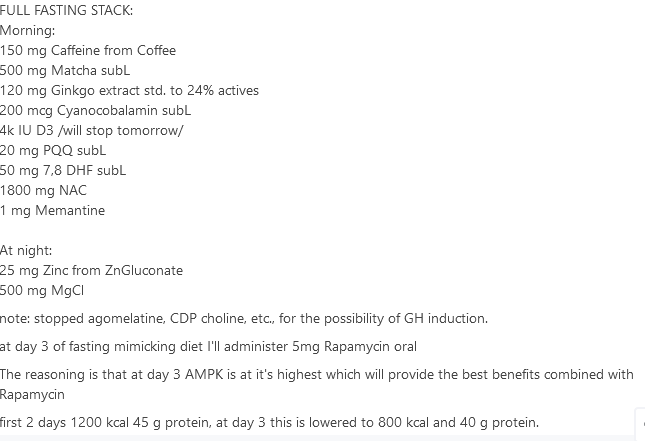 FULL FASTING STACK:
Morning:
150 mg Caffeine from Coffee
500 mg Matcha subL
120 mg Ginkgo extract std. to 24% actives
200 mcg Cyanocobalamin subL
4k IU D3 /will stop tomorrow/
20 mg PQQ subL
50 mg 7,8 DHF subL
1800 mg NAC
1 mg Memantine
At night:
25 mg Zinc from ZnGluconate
500 mg MgCl
note: stopped agomelatine, CDP choline, etc., for the possibility of GH induction.
at day 3 of fasting mimicking diet I'll administer 5mg Rapamycin oral
The reasoning is that at day 3 AMPK is at it's highest which will provide the best benefits combined with
Rapamycin
first 2 days 1200 kcal 45 g protein, at day 3 this is lowered to 800 kcal and 40 g protein.